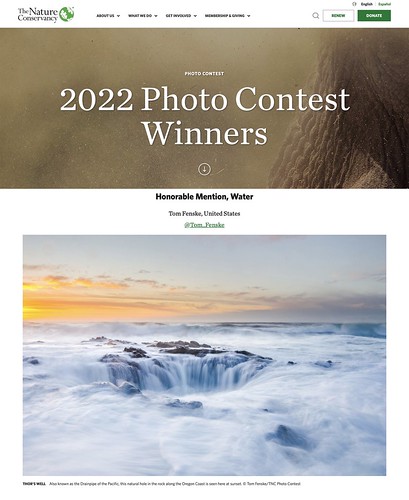 The Nature
Conservancy
English Español
ABOUT US WHAT WE DO GET INVOLVED MEMBERSHIP & GIVING RENEW DONATE
PHOTO CONTEST
2022 Photo Contest
Winners
Honorable Mention, Water
Tom Fenske, United States
@Tom_Fenske
THOR'S WELL Also known as the Drainpipe of the Pacific, this natural hole in the rock along the Oregon Coast is seen here at sunset. © Tom Fenske/TNC Photo Contest